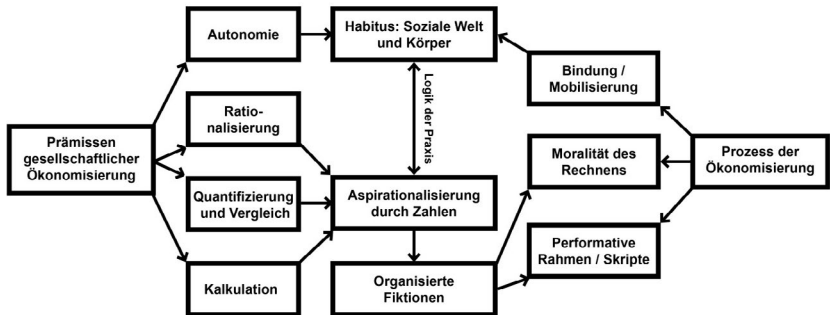 Prämissen
gesellschaftlicher
Ökonomisierung
Autonomie
Ratio-
nalisierung
Quantifizierung
und Vergleich
Kalkulation
Habitus: Soziale Welt
und Körper
Logik der Praxis
Aspirationalisierung
durch Zahlen
Organisierte
Fiktionen
Bindung /
Mobilisierung
Moralität des
Rechnens
Performative
Rahmen / Skripte
Prozess der
Ökonomisierung